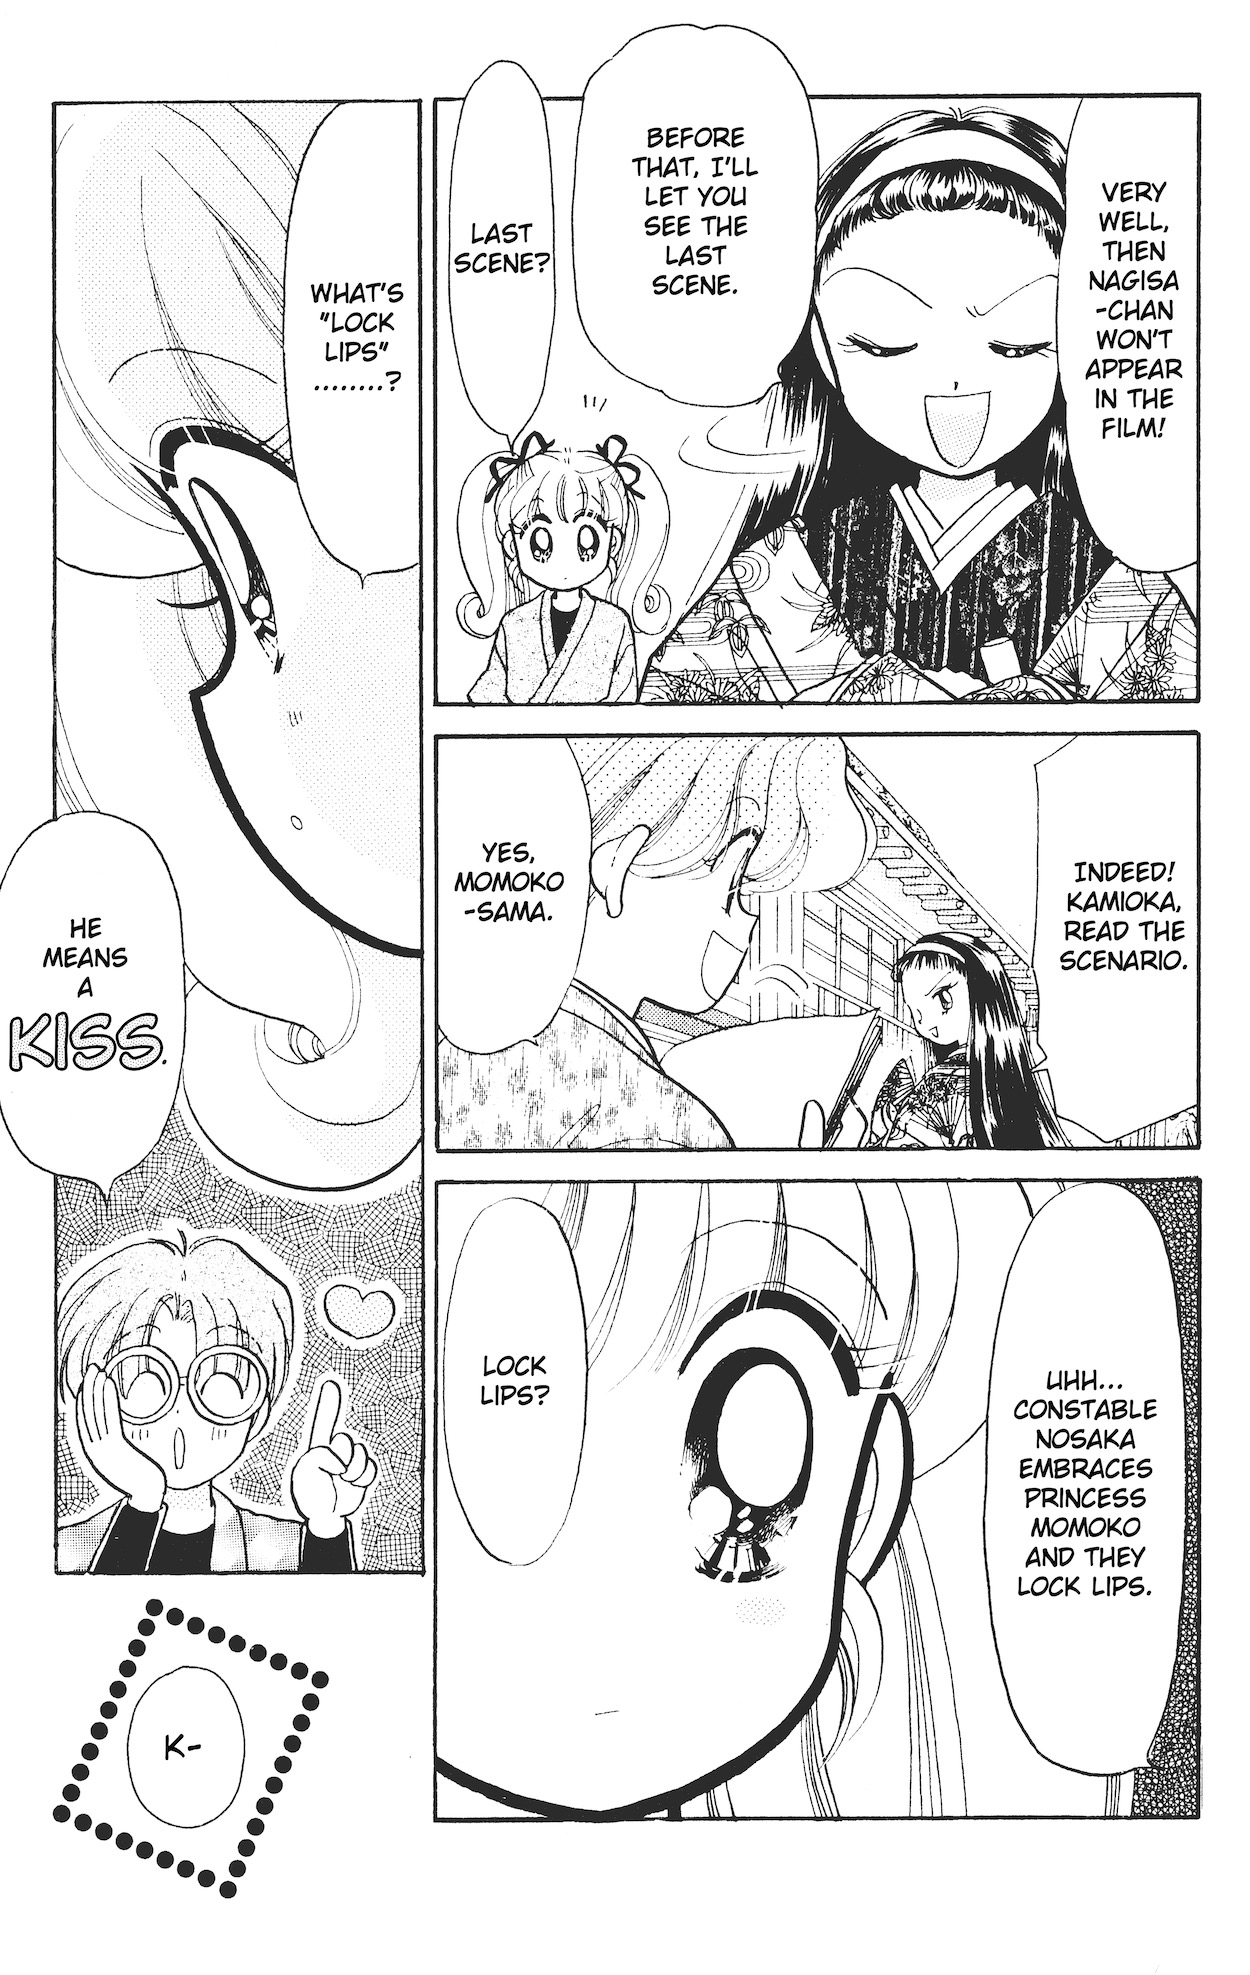 VERY
WELL,
THEN
NAGISA
-CHAN
WON'T
APPEAR
IN THE
FILM!
BEFORE
THAT, I'LL
LET YOU
SEE THE
LAST
SCENE.
LAST
SCENE?
INDEED!
KAMIOKA,
READ THE
SCENARIO.
YES,
MOMOKO
-SAMA.
UHH...
CONSTABLE
NOSAKA
EMBRACES
PRINCESS
MOMOKO
AND THEY
LOCK LIPS.
LOCK
LIPS?
WHAT'S
"LOCK
LIPS"
........?
HE
MEANS
A
KISS.
K-